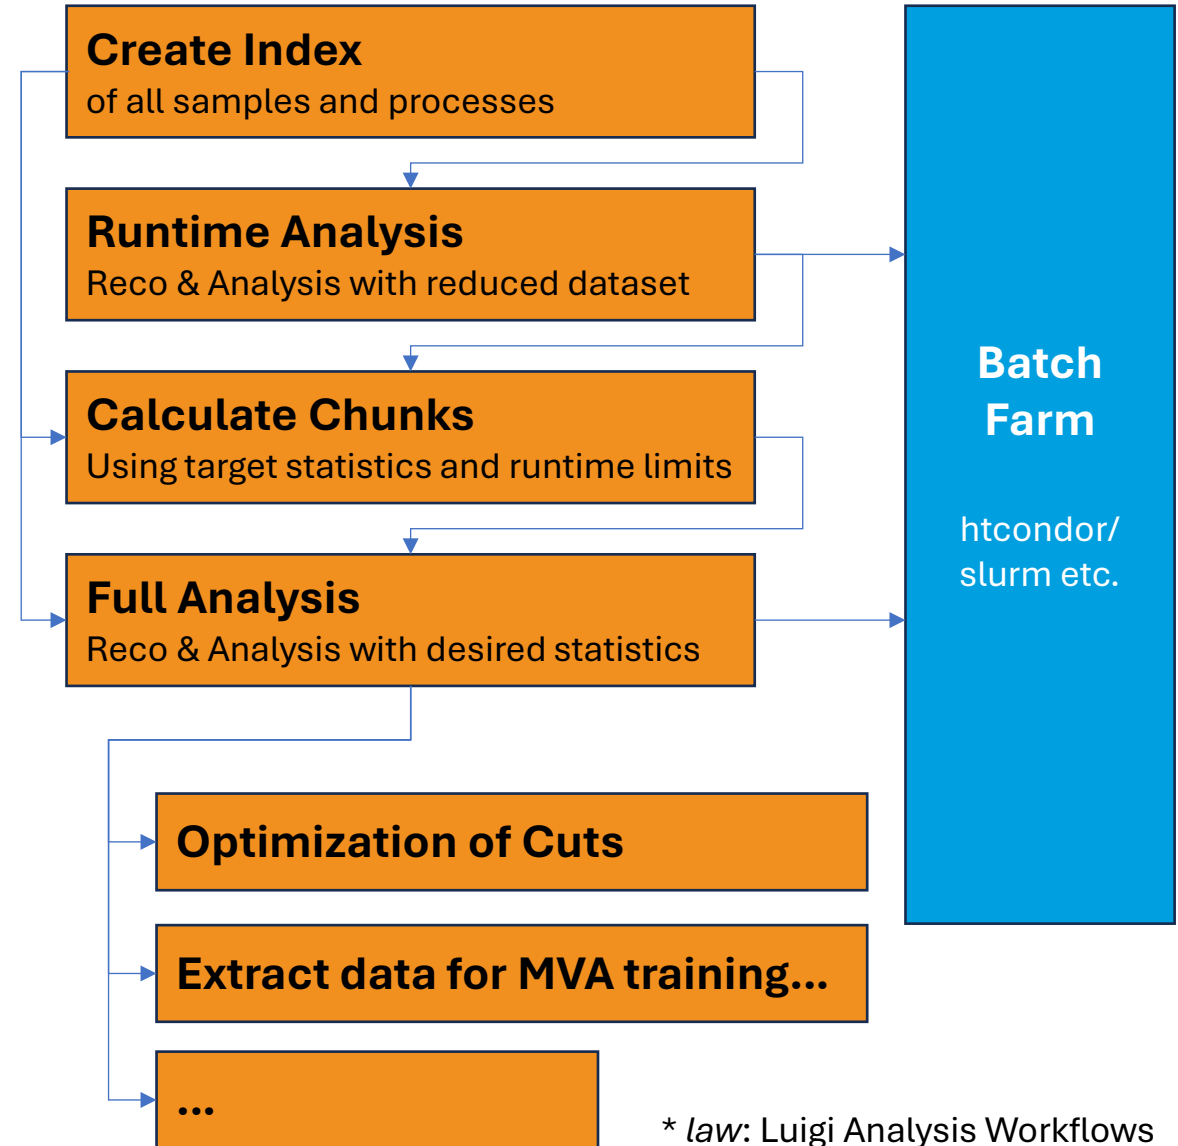 Create Index
of all samples and processes
Runtime Analysis
Reco & Analysis with reduced dataset
Calculate Chunks
Using target statistics and runtime limits
Full Analysis
Reco & Analysis with desired statistics
Batch
Farm
htcondor/
slurm etc.
Optimization of Cuts
Extract data for MVA training...
...
* law: Luigi Analysis Workflows